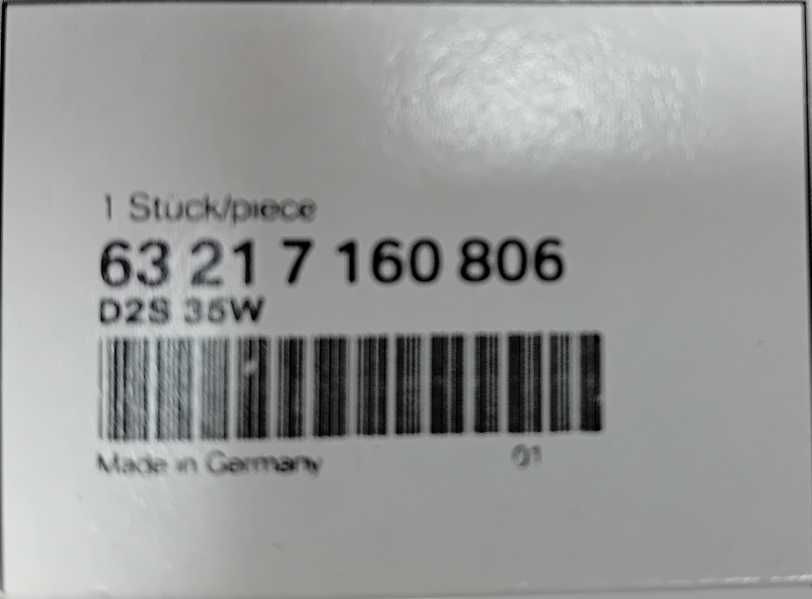 1 Stück/piece
63 21 7 160 806
D2S 35W
Made in Germany
01